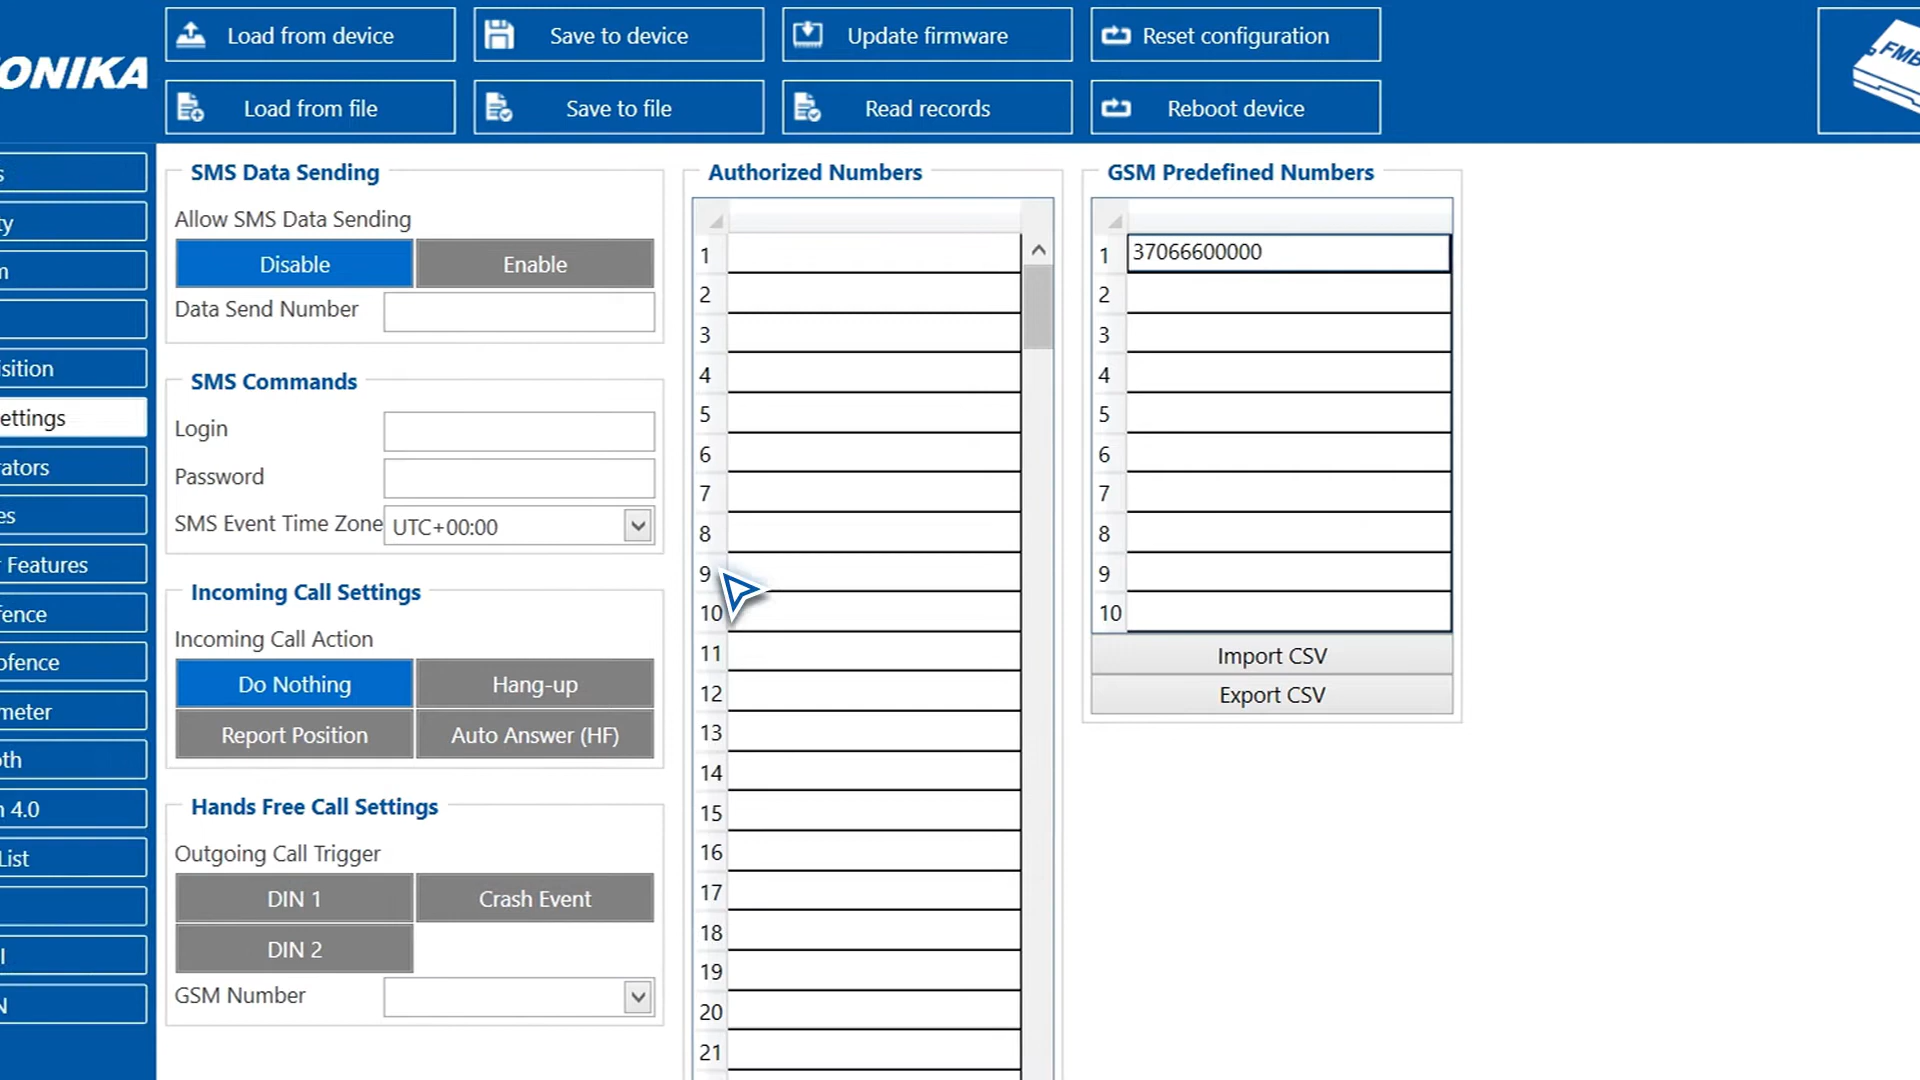 ONIKA
Load from device
Save to device
Update firmware
Reset configuration
Load from file
Save to file
Read records
Reboot device
FMB
s
ty
m
sition
ettings
rators
es
Features
fence
ofence
meter
oth
n 4.0
List
I
N
SMS Data Sending
Allow SMS Data Sending
Disable
Enable
Data Send Number
SMS Commands
Login
Password
SMS Event Time Zone
UTC+00:00
Incoming Call Settings
Incoming Call Action
Do Nothing
Hang-up
Report Position
Auto Answer (HF)
Hands Free Call Settings
Outgoing Call Trigger
DIN 1
Crash Event
DIN 2
GSM Number
Authorized Numbers
1
2
3
4
5
6
7
8
9
10
11
12
13
14
15
16
17
18
19
20
21
GSM Predefined Numbers
1 37066600000
2
3
4
5
6
7
8
9
10
Import CSV
Export CSV